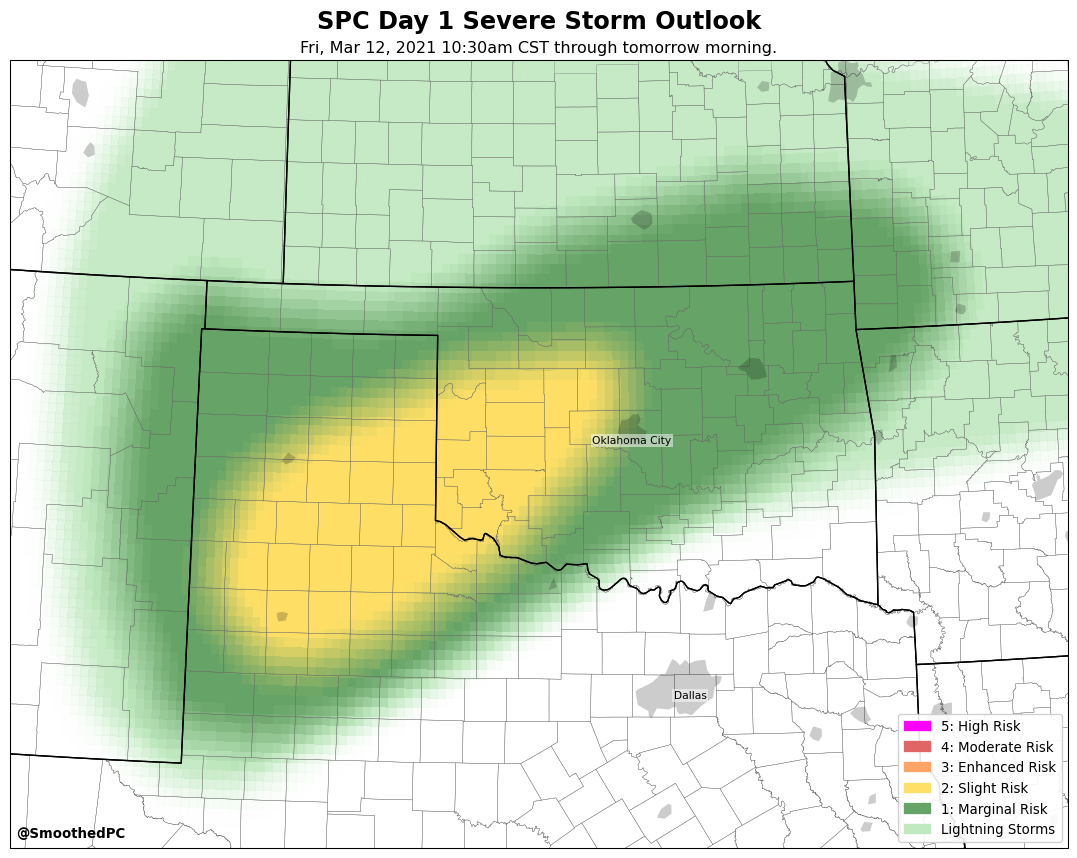 SPC Day 1 Severe Storm Outlook
Fri, Mar 12, 2021 10:30am CST through tomorrow morning.
Oklahoma City
Dallas
5: High Risk
4: Moderate Risk
3: Enhanced Risk
2: Slight Risk
1: Marginal Risk
Lightning Storms
@SmoothedPC